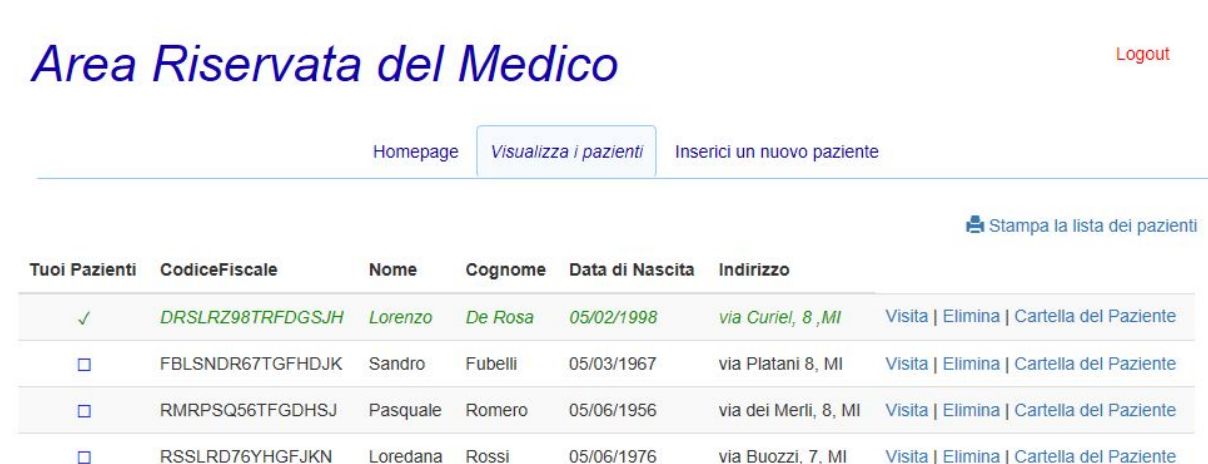 Area Riservata del Medico
Logout
Homepage Visualizza i pazienti Inserici un nuovo paziente
Stampa la lista dei pazienti
Tuoi Pazienti CodiceFiscale Nome Cognome Data di Nascita Indirizzo
✓ DRSLRZ98TRFDGSJH Lorenzo De Rosa 05/02/1998 via Curiel, 8 ,MI Visita | Elimina | Cartella del Paziente
☐ FBLSNDR67TGFHDJK Sandro Fubelli 05/03/1967 via Platani 8, MI Visita | Elimina | Cartella del Paziente
☐ RMRPSQ56TFGDHSJ Pasquale Romero 05/06/1956 via dei Merli, 8, MI Visita | Elimina | Cartella del Paziente
☐ RSSLRD76YHGFJKN Loredana Rossi 05/06/1976 via Buozzi, 7, MI Visita | Elimina | Cartella del Paziente